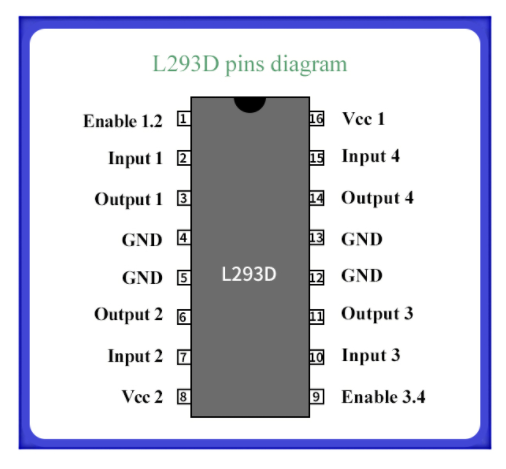 L293D pins diagram
Enable 1.2 1 16 Vcc 1
Input 1 2 15 Input 4
Output 1 3 14 Output 4
GND 4 13 GND
GND 5 L293D 12 GND
Output 2 6 11 Output 3
Input 2 7 10 Input 3
Vcc 2 8 9 Enable 3.4